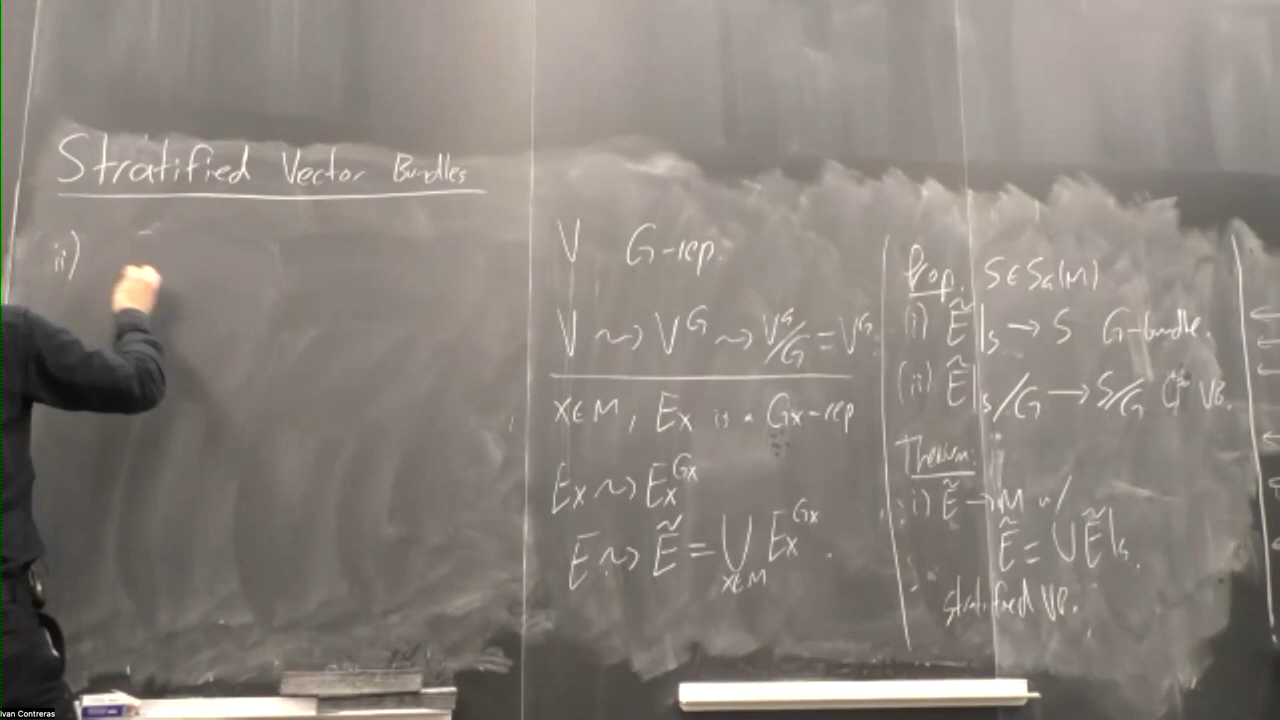 Stratified Vector Bundles
ii)
V G-rep.
V ⇝ V^G ⇝ V^G/G = V^G.
x∈M, E_x is a G_x-rep
E_x ⇝ E_x^{G_x}
E ⇝ Ẽ = ∪_{x∈M} E_x^{G_x}.
Prop. S∈S_G(M)
(i) Ẽ|_S → S G-bundle.
(ii) Ẽ|_S/G → S/G C^∞ VB.
Theorem:
i) Ẽ → M w/
Ẽ = ∪Ẽ|_S.
stratified VB.
Ivan Contreras